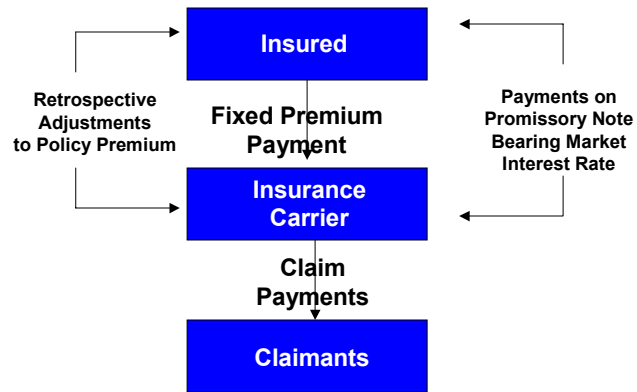 Insured
Retrospective
Adjustments
to Policy Premium
Fixed Premium
Payment
Payments on
Promissory Note
Bearing Market
Interest Rate
Insurance
Carrier
Claim
Payments
Claimants